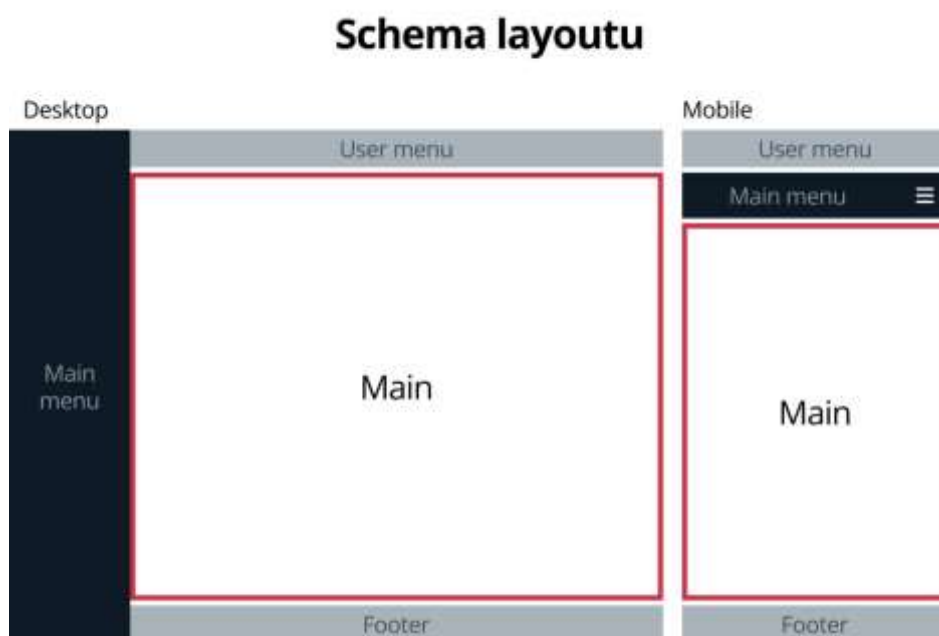 Schema layoutu
Desktop
Mobile
User menu
User menu
Main menu
Main
menu
Main
Main
Footer
Footer